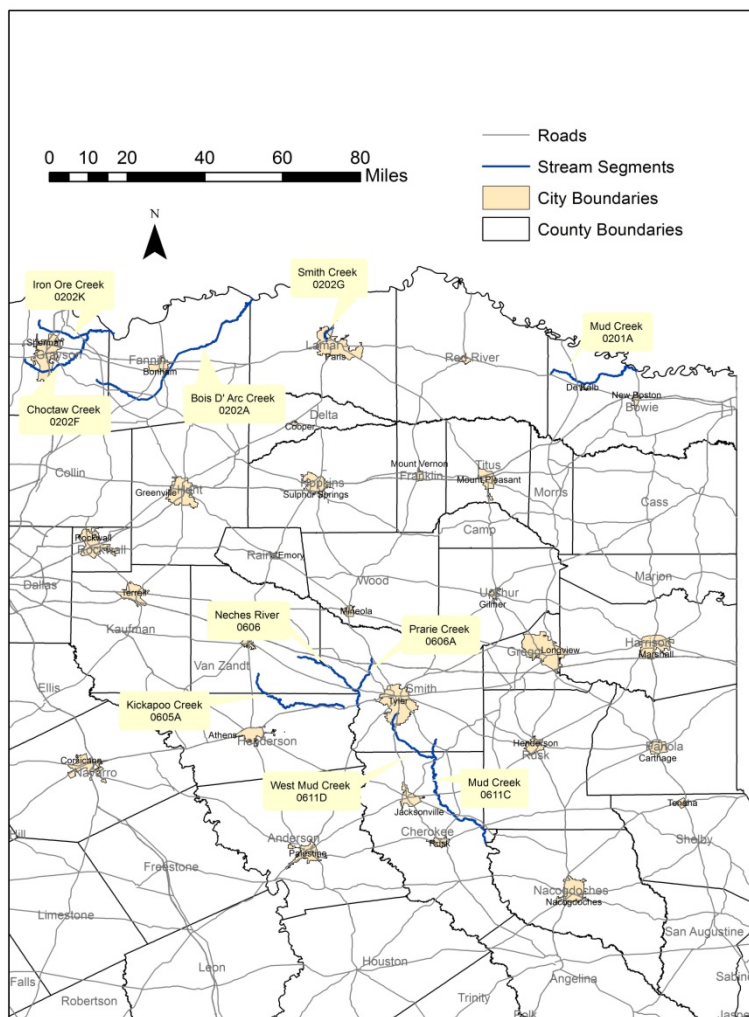 Roads
Stream Segments
City Boundaries
County Boundaries
0 10 20 40 60 80
Miles
N
Iron Ore Creek
0202K
Smith Creek
0202G
Mud Creek
0201A
Sherman
Grayson
Fannin
Bonham
Lamar
Paris
Red River
De Kalb
New Boston
Bowie
Choctaw Creek
0202F
Bois D' Arc Creek
0202A
Delta
Cooper
Collin
Greenville
Hunt
Hopkins
Sulphur Springs
Mount Vernon
Franklin
Titus
Mount Pleasant
Morris
Cass
Rockwall
Rockwall
Camp
Dallas
Rains
Emory
Wood
Marion
Terrell
Mineola
Upshur
Gilmer
Kaufman
Neches River
0606
Prarie Creek
0606A
Gregg
Longview
Harrison
Marshall
Van Zandt
Ellis
Smith
Tyler
Kickapoo Creek
0605A
Athens
Henderson
Henderson
Rusk
Panola
Carthage
Corsicana
Navarro
West Mud Creek
0611D
Mud Creek
0611C
Jacksonville
Tenaha
Hill
Anderson
Palestine
Cherokee
Rusk
Shelby
Freestone
Nacogdoches
Nacogdoches
Limestone
San Augustine
Falls
Leon
Houston
Angelina
Robertson
Trinity
Polk
Jasper